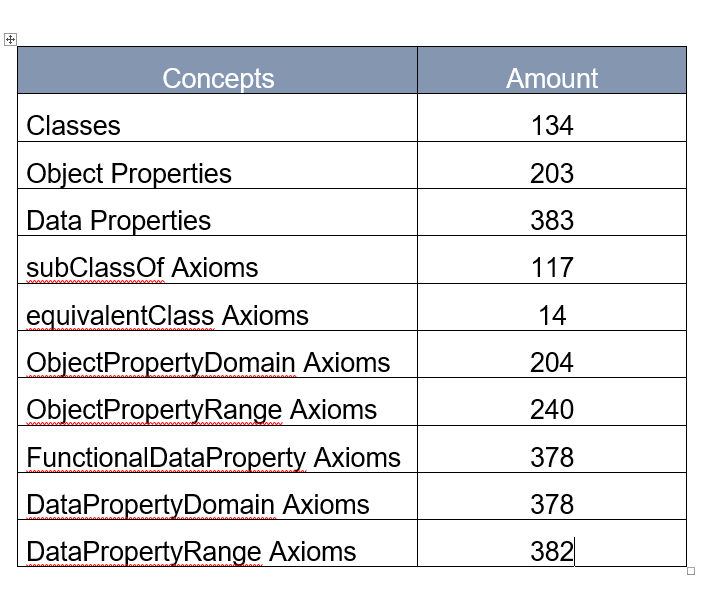 Concepts Amount
Classes 134
Object Properties 203
Data Properties 383
subClassOf Axioms 117
equivalentClass Axioms 14
ObjectPropertyDomain Axioms 204
ObjectPropertyRange Axioms 240
FunctionalDataProperty Axioms 378
DataPropertyDomain Axioms 378
DataPropertyRange Axioms 382